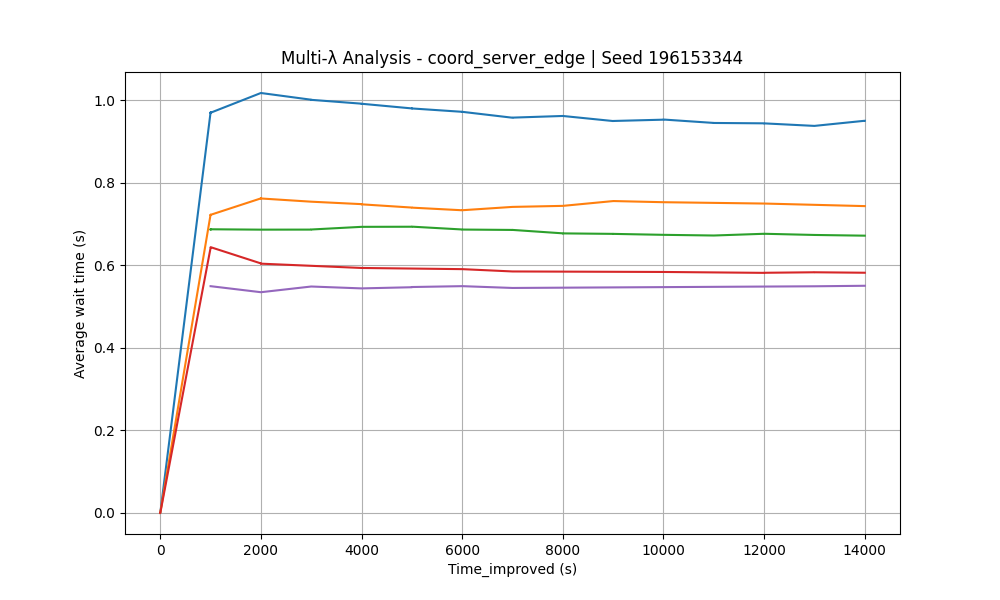 Multi-λ Analysis - coord_server_edge | Seed 196153344
Average wait time (s)
1.0
0.8
0.6
0.4
0.2
0.0
0 2000 4000 6000 8000 10000 12000 14000
Time_improved (s)